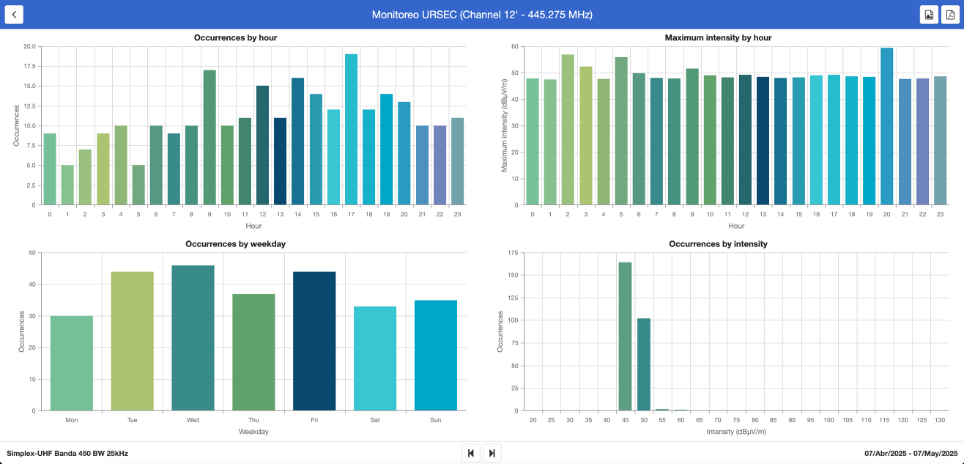 Monitoreo URSEC (Channel 12' - 445.275 MHz)
Occurrences by hour
Occurrences
20.0
17.5
15.0
12.5
10.0
7.5
5.0
2.5
0
0 1 2 3 4 5 6 7 8 9 10 11 12 13 14 15 16 17 18 19 20 21 22 23
Hour
Maximum intensity by hour
Maximum intensity (dBµV/m)
60
50
40
30
20
10
0
0 1 2 3 4 5 6 7 8 9 10 11 12 13 14 15 16 17 18 19 20 21 22 23
Hour
Occurrences by weekday
Occurrences
50
40
30
20
10
0
Mon Tue Wed Thu Fri Sat Sun
Weekday
Occurrences by intensity
Occurrences
175
150
125
100
75
50
25
0
20 25 30 35 40 45 50 55 60 65 70 75 80 85 90 95 100 105 110 115 120 125 130
Intensity (dBµV/m)
Simplex-UHF Banda 450 BW 25kHz
07/Abr/2025 - 07/May/2025